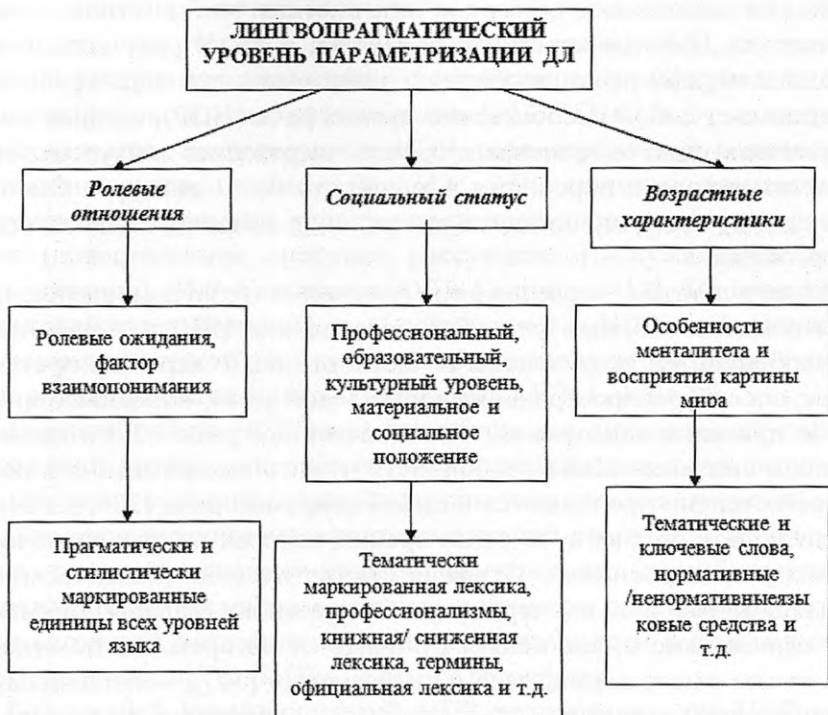 ЛИНГВОПРАГМАТИЧЕСКИЙ
УРОВЕНЬ ПАРАМЕТРИЗАЦИИ ДЛ
Ролевые
отношения
Социальный статус
Возрастные
характеристики
Ролевые ожидания,
фактор
взаимопонимания
Профессиональный,
образовательный,
культурный уровень,
материальное и
социальное
положение
Особенности
менталитета и
восприятие картины
мира
Прагматически и
стилистически
маркированные
единицы всех уровней
языка
Тематически
маркированная лексика,
профессионализмы,
книжная/ сниженная
лексика, термины,
официальная лексика и т.д.
Тематические и
ключевые слова,
нормативные
/ненормативныеязы
ковые средства и
т.д.